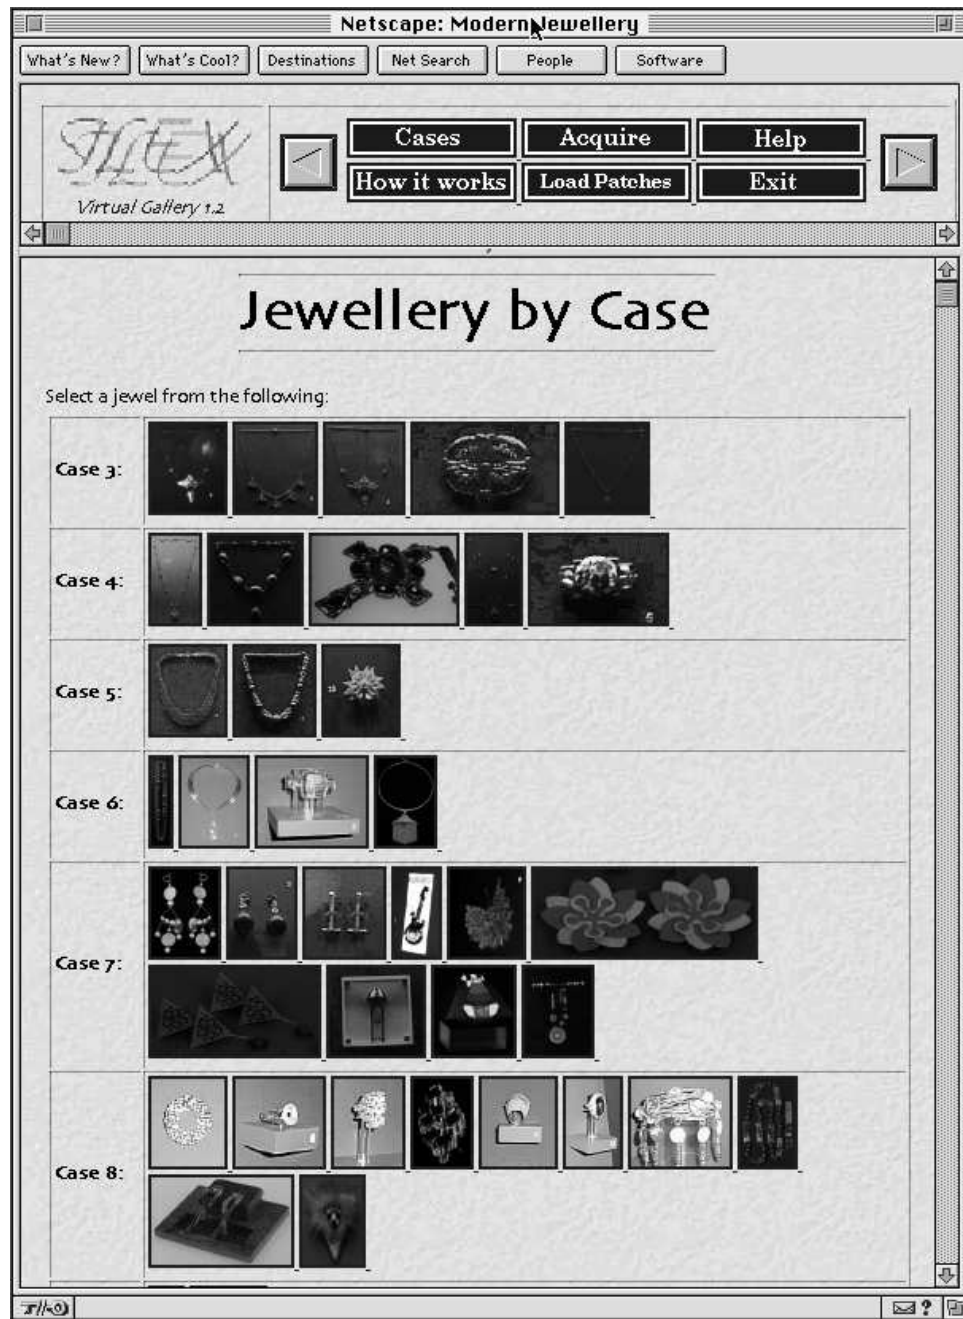 Netscape: Modern Jewellery
What's New? What's Cool? Destinations Net Search People Software
ILEX
Cases Acquire Help
How it works Load Patches Exit
Virtual Gallery 1.2
Jewellery by Case
Select a jewel from the following:
Case 3:
Case 4:
Case 5:
Case 6:
Case 7:
Case 8: